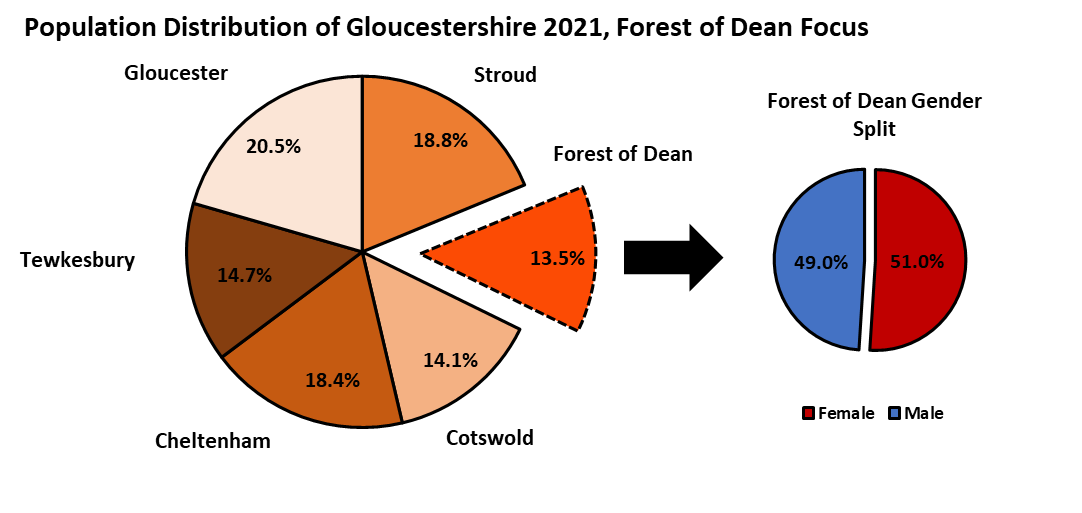 Population Distribution of Gloucestershire 2021, Forest of Dean Focus
Gloucester
Stroud
20.5%
18.8%
Forest of Dean
13.5%
Tewkesbury
14.7%
14.1%
18.4%
Cheltenham
Cotswold
Forest of Dean Gender
Split
49.0%
51.0%
Female
Male